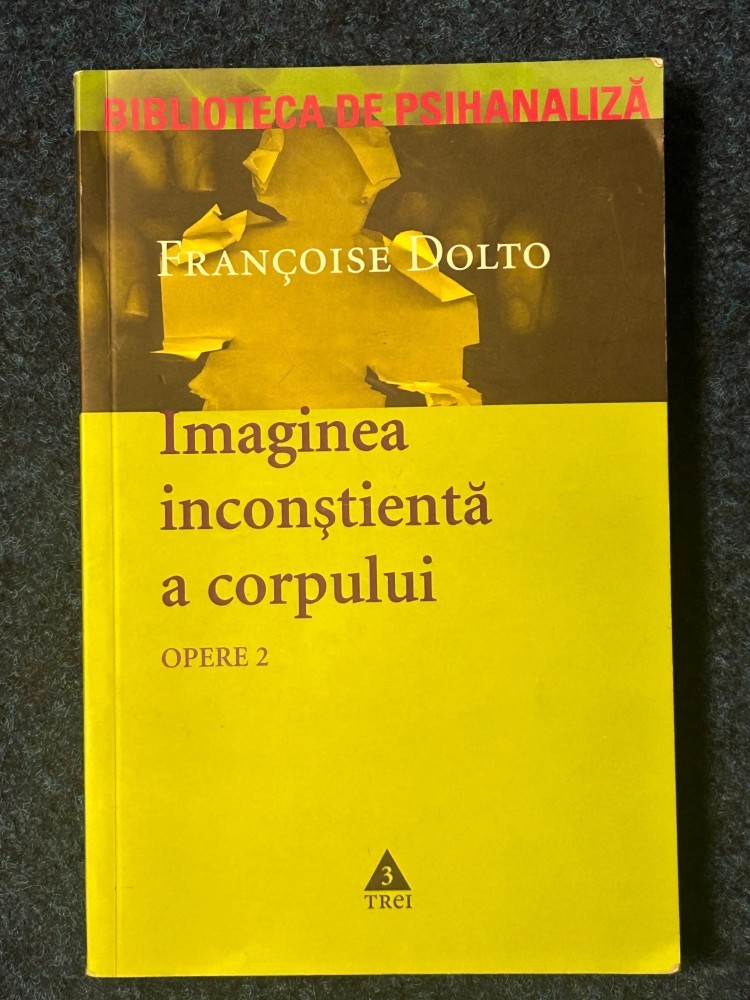 BIBLIOTECA DE PSIHANALIZĂ
FRANÇOISE DOLTO
Imaginea
inconştientă
a corpului
OPERE 2
3
TREI